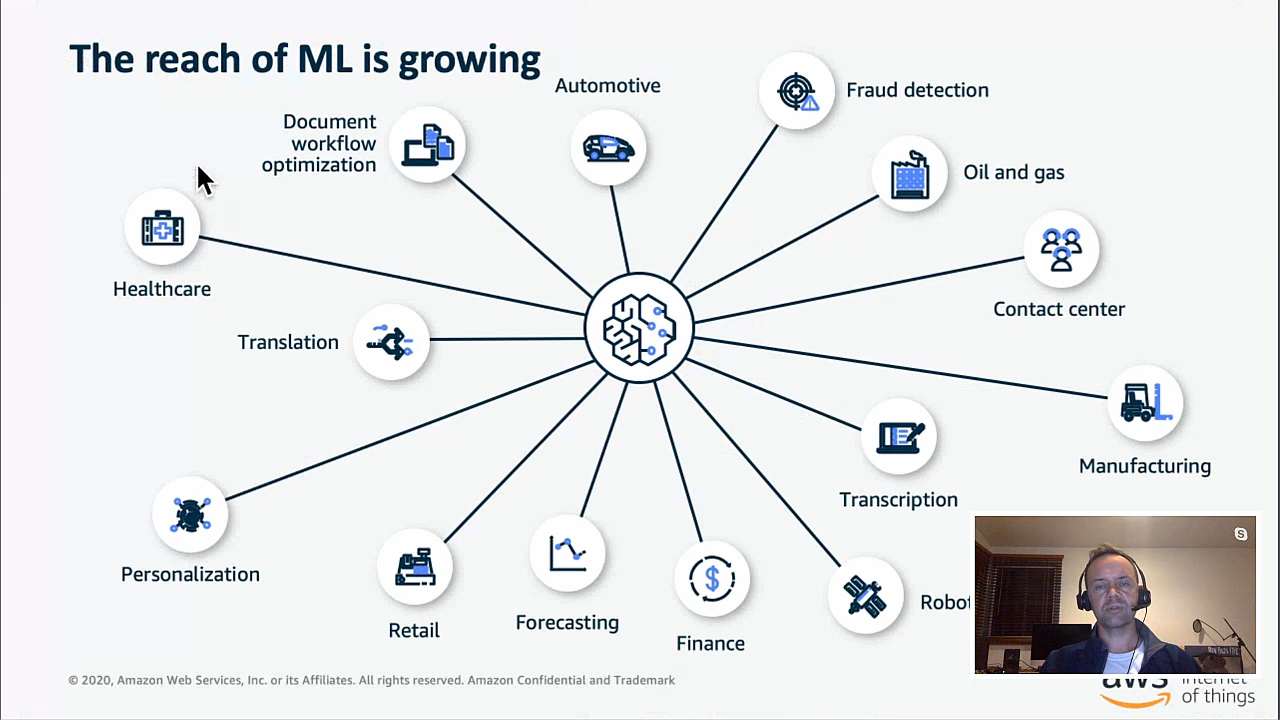 The reach of ML is growing
Automotive
Fraud detection
Document
workflow
optimization
Oil and gas
Healthcare
Contact center
Translation
Manufacturing
Transcription
Personalization
Retail
Forecasting
Finance
Robot
© 2020, Amazon Web Services, Inc. or its Affiliates. All rights reserved. Amazon Confidential and Trademark
aws
internet
of things